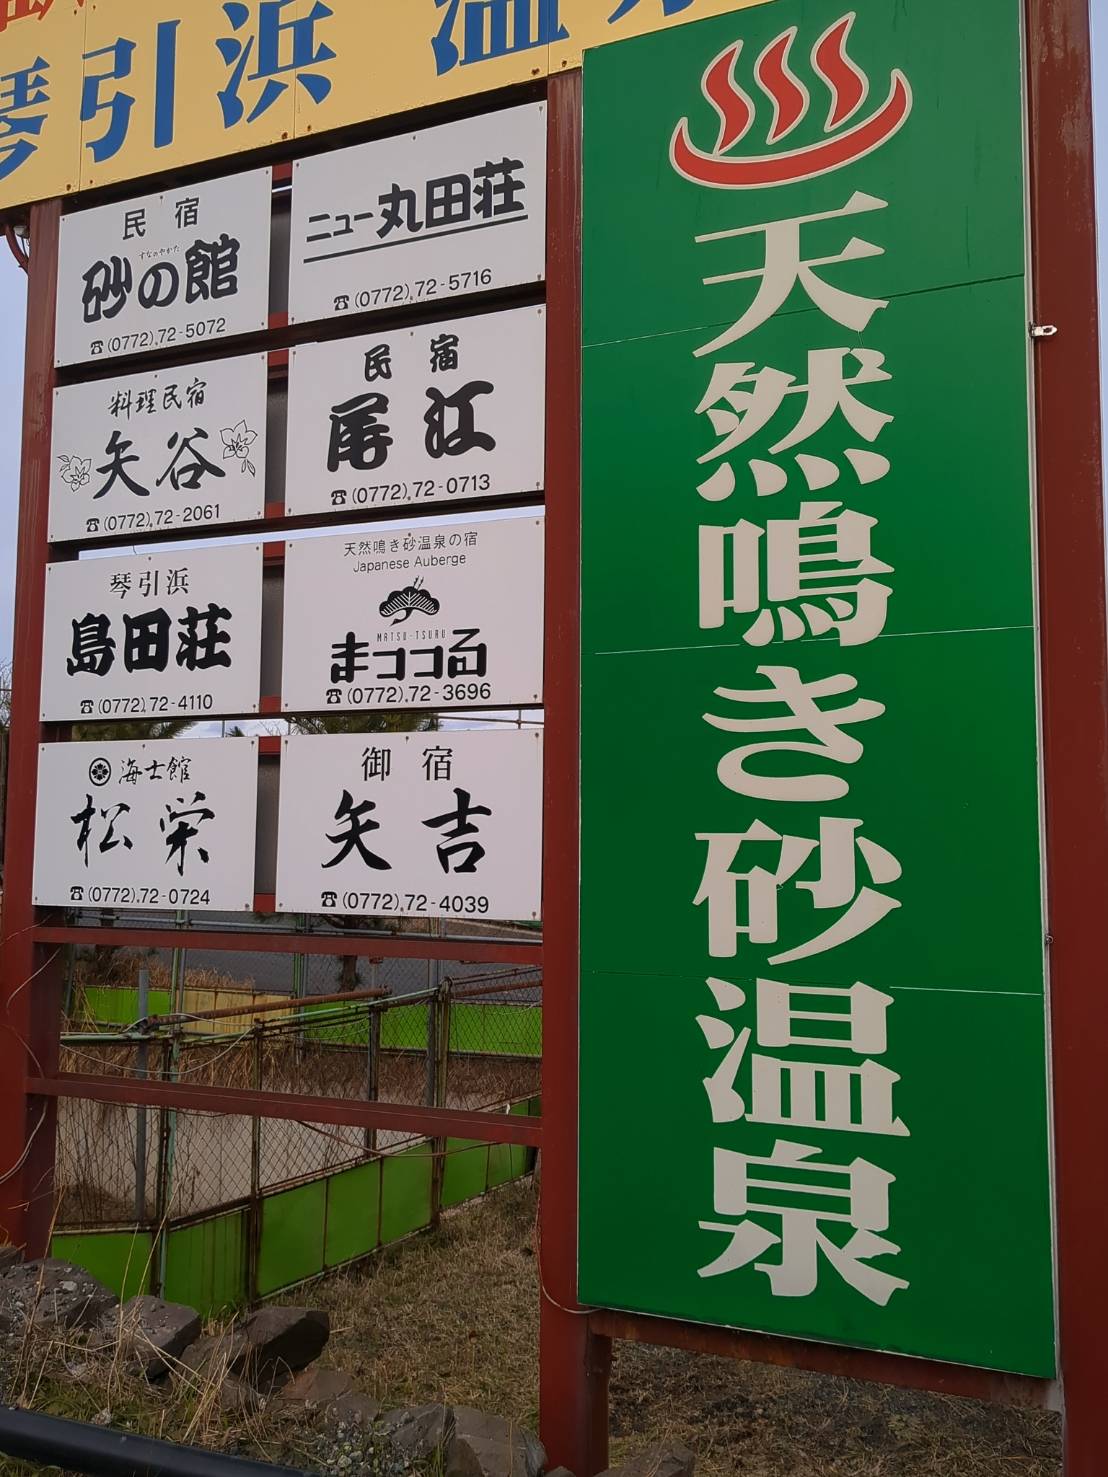 琴引浜 温泉
民宿
すなのやかた
砂の館
☎(0772).72-5072
ニュー丸田荘
☎(0772).72-5716
料理民宿
矢谷
☎(0772).72-2061
民宿
尾江
☎(0772).72-0713
琴引浜
島田荘
☎(0772).72-4110
天然鳴き砂温泉の宿
Japanese Auberge
MATSU-TSURU
まつつる
☎(0772).72-3696
海士館
松栄
☎(0772).72-0724
御宿
矢吉
☎(0772).72-4039
天然鳴き砂温泉